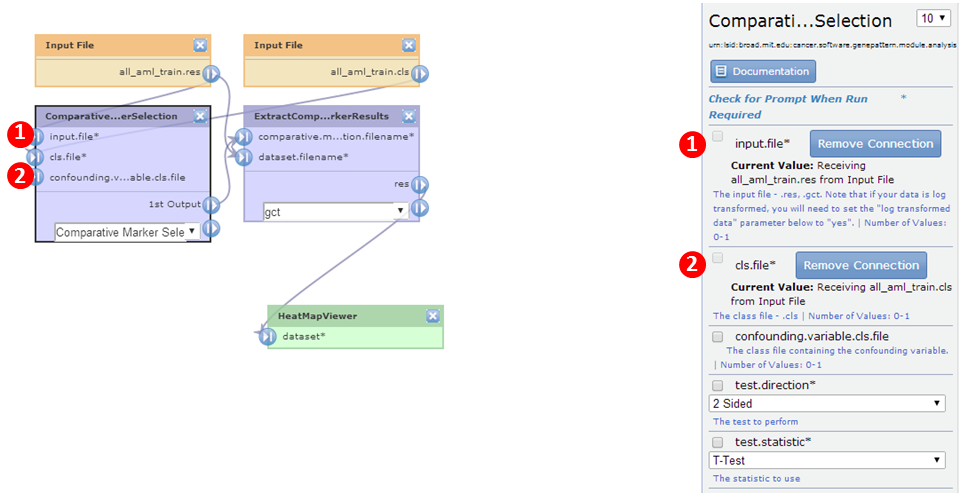 Input File
all_aml_train.res
Input File
all_aml_train.cls
Comparative...erSelection
1
input.file*
cls.file*
2
confounding.v...able.cls.file
1st Output
Comparative Marker Sele
ExtractComp...rkerResults
comparative.m...tion.filename*
dataset.filename*
res
gct
HeatMapViewer
dataset*
Comparati...Selection
10
urn:lsid:broad.mit.edu:cancer.software.genepattern.module.analysis
Documentation
Check for Prompt When Run *
Required
1
input.file*
Remove Connection
Current Value: Receiving
all_aml_train.res from Input File
The input file - .res, .gct. Note that if your data is log
transformed, you will need to set the "log transformed
data" parameter below to "yes". | Number of Values:
0-1
2
cls.file*
Remove Connection
Current Value: Receiving all_aml_train.cls
from Input File
The class file - .cls | Number of Values: 0-1
confounding.variable.cls.file
The class file containing the confounding variable.
| Number of Values: 0-1
test.direction*
2 Sided
The test to perform
test.statistic*
T-Test
The statistic to use